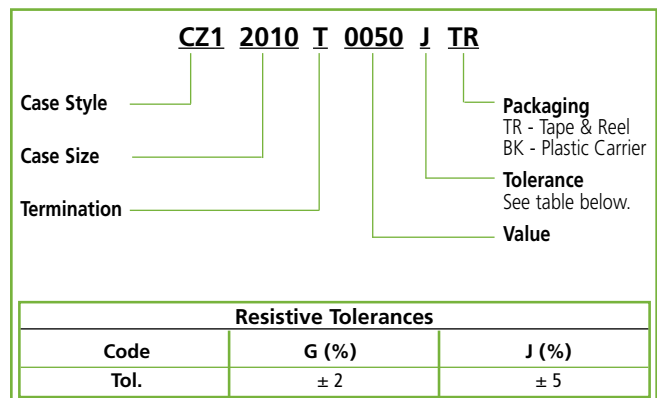 CZ1 2010 T 0050 J TR
Case Style
Case Size
Termination
Packaging
TR - Tape & Reel
BK - Plastic Carrier
Tolerance
See table below.
Value
Resistive Tolerances
Code G (%) J (%)
Tol. ± 2 ± 5